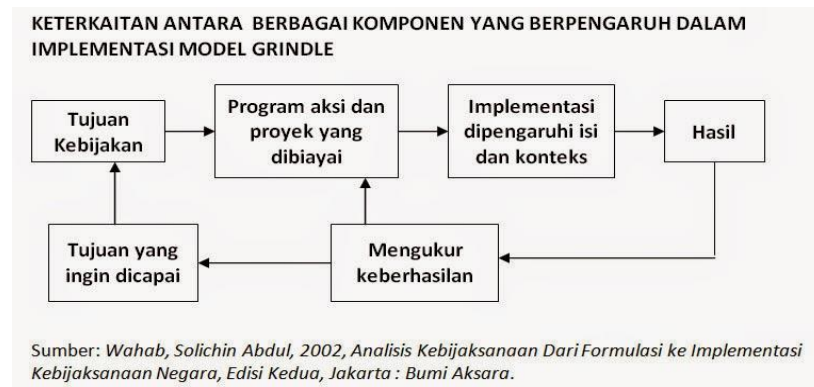 KETERKAITAN ANTARA BERBAGAI KOMPONEN YANG BERPENGARUH DALAM
IMPLEMENTASI MODEL GRINDLE
Tujuan
Kebijakan
Program aksi dan
proyek yang
dibiayai
Implementasi
dipengaruhi isi
dan konteks
Hasil
Tujuan yang
ingin dicapai
Mengukur
keberhasilan
Sumber: Wahab, Solichin Abdul, 2002, Analisis Kebijaksanaan Dari Formulasi ke Implementasi
Kebijaksanaan Negara, Edisi Kedua, Jakarta : Bumi Aksara.